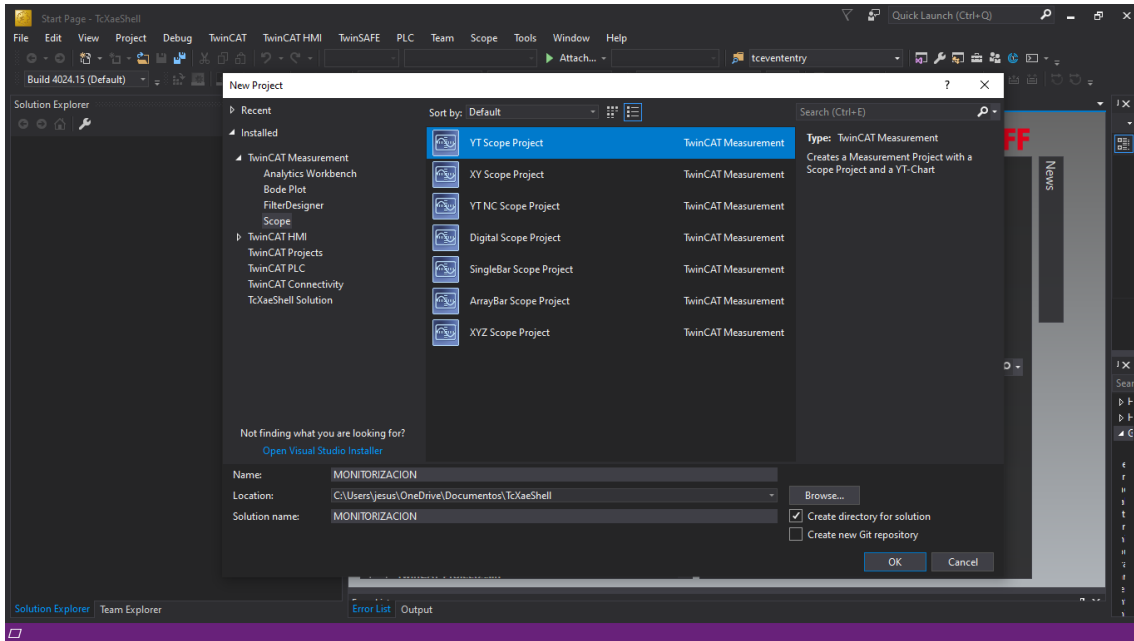 Start Page - TcXaeShell
Quick Launch (Ctrl+Q)
File Edit View Project Debug TwinCAT TwinCAT HMI TwinSAFE PLC Team Scope Tools Window Help
Attach...
tcevententry
Build 4024.15 (Default)
Solution Explorer
New Project
?
Recent
Sort by: Default
Search (Ctrl+E)
Installed
TwinCAT Measurement
Analytics Workbench
Bode Plot
FilterDesigner
Scope
TwinCAT HMI
TwinCAT Projects
TwinCAT PLC
TwinCAT Connectivity
TcXaeShell Solution
YT Scope Project TwinCAT Measurement
XY Scope Project TwinCAT Measurement
YT NC Scope Project TwinCAT Measurement
Digital Scope Project TwinCAT Measurement
SingleBar Scope Project TwinCAT Measurement
ArrayBar Scope Project TwinCAT Measurement
XYZ Scope Project TwinCAT Measurement
Type: TwinCAT Measurement
Creates a Measurement Project with a
Scope Project and a YT-Chart
FF
News
Sear
Not finding what you are looking for?
Open Visual Studio Installer
Name: MONITORIZACION
Location: C:\Users\jesus\OneDrive\Documentos\TcXaeShell
Browse...
Solution name: MONITORIZACION
Create directory for solution
Create new Git repository
OK Cancel
Solution Explorer Team Explorer
Error List Output